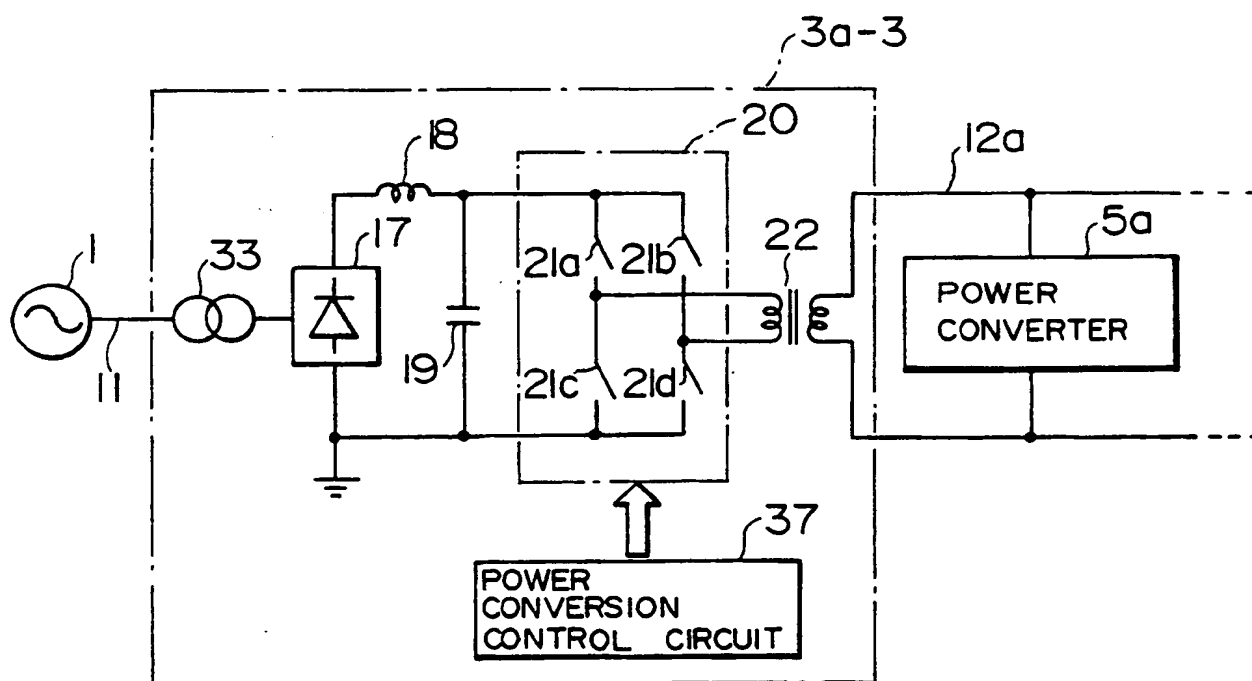 3a-3
20
12a
18
17
5a
33
22
1
21a
21b
POWER
CONVERTER
11
19
21c
21d
37
POWER
CONVERSION
CONTROL CIRCUIT